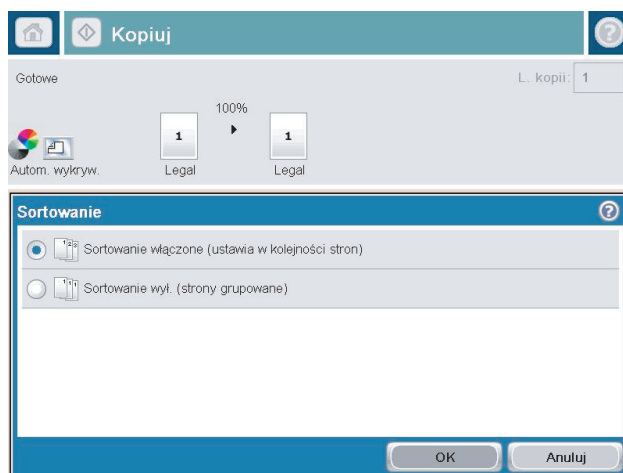 Kopiuj
Gotowe
L. kopii: 1
100%
1
1
Autom. wykryw.
Legal
Legal
Sortowanie
Sortowanie włączone (ustawia w kolejności stron)
Sortowanie wył. (strony grupowane)
OK
Anuluj